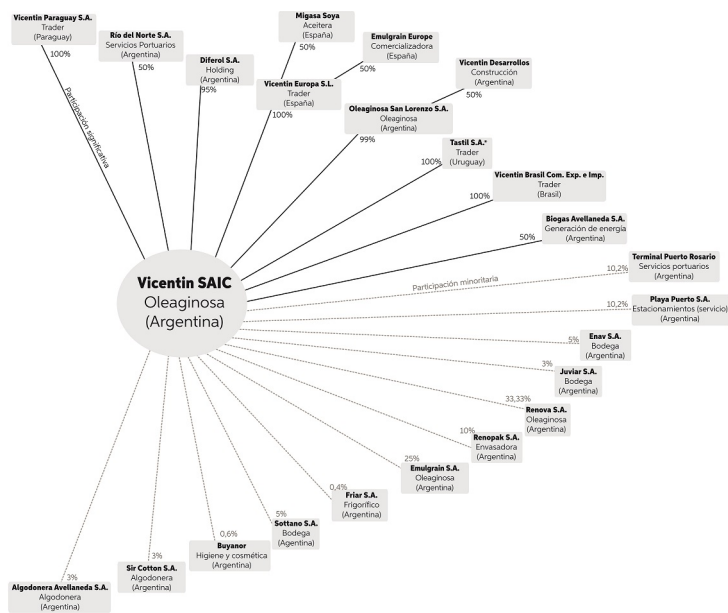 Vicentin Paraguay S.A.
Trader
(Paraguay)
100%
Río del Norte S.A.
Servicios Portuarios
(Argentina)
50%
Diferol S.A.
Holding
(Argentina)
95%
Migasa Soya
Aceitera
(España)
50%
Emulgrain Europe
Comercializadora
(España)
50%
Vicentin Europa S.L.
Trader
(España)
100%
Vicentin Desarrollos
Construcción
(Argentina)
50%
Oleaginosa San Lorenzo S.A.
Oleaginosa
(Argentina)
99%
Tastil S.A.*
Trader
(Uruguay)
100%
Vicentin Brasil Com. Exp. e Imp.
Trader
(Brasil)
100%
Biogas Avellaneda S.A.
Generación de energía
(Argentina)
50%
Participación significativa
Vicentin SAIC
Oleaginosa
(Argentina)
Participación minoritaria
Terminal Puerto Rosario
Servicios portuarios
(Argentina)
10,2%
Playa Puerto S.A.
Estacionamientos (servicio)
(Argentina)
10,2%
Enav S.A.
Bodega
(Argentina)
5%
Juviar S.A.
Bodega
(Argentina)
3%
33,33%
Renova S.A.
Oleaginosa
(Argentina)
10%
Renopak S.A.
Envasadora
(Argentina)
25%
Emulgrain S.A.
Oleaginosa
(Argentina)
0,4%
Friar S.A.
Frigorífico
(Argentina)
5%
Sottano S.A.
Bodega
(Agentina)
0,6%
Buyanor
Higiene y cosmética
(Argentina)
3%
Sir Cotton S.A.
Algodonera
(Argentina)
3%
Algodonera Avellaneda S.A.
Algodonera
(Argentina)